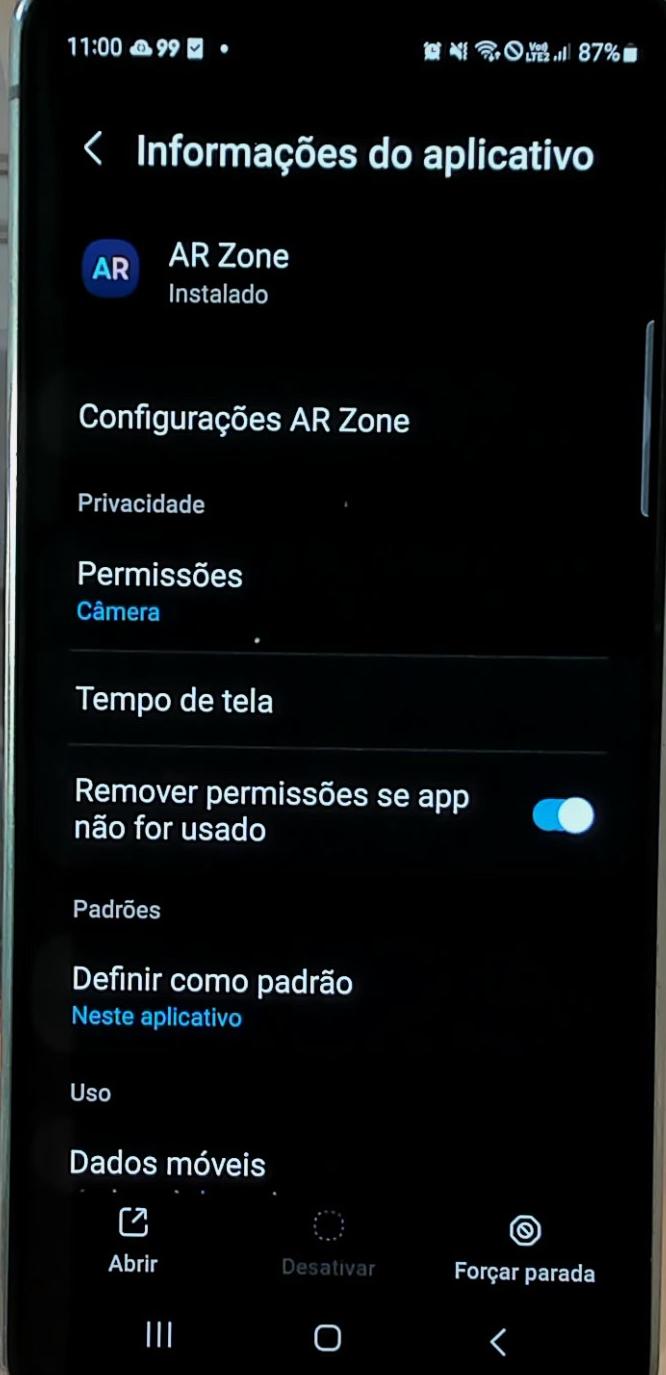 11:00 99
Vo)) LTE2 87%
Informações do aplicativo
AR
AR Zone
Instalado
Configurações AR Zone
Privacidade
Permissões
Câmera
Tempo de tela
Remover permissões se app
não for usado
Padrões
Definir como padrão
Neste aplicativo
Uso
Dados móveis
Abrir
Desativar
Forçar parada